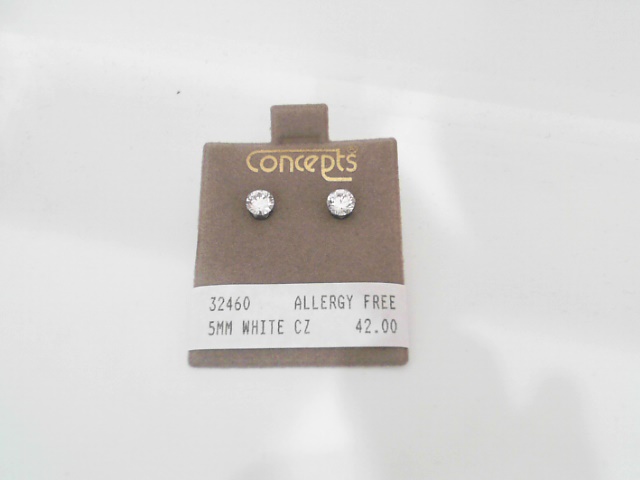 Concepts
32460 ALLERGY FREE
5MM WHITE CZ 42.00